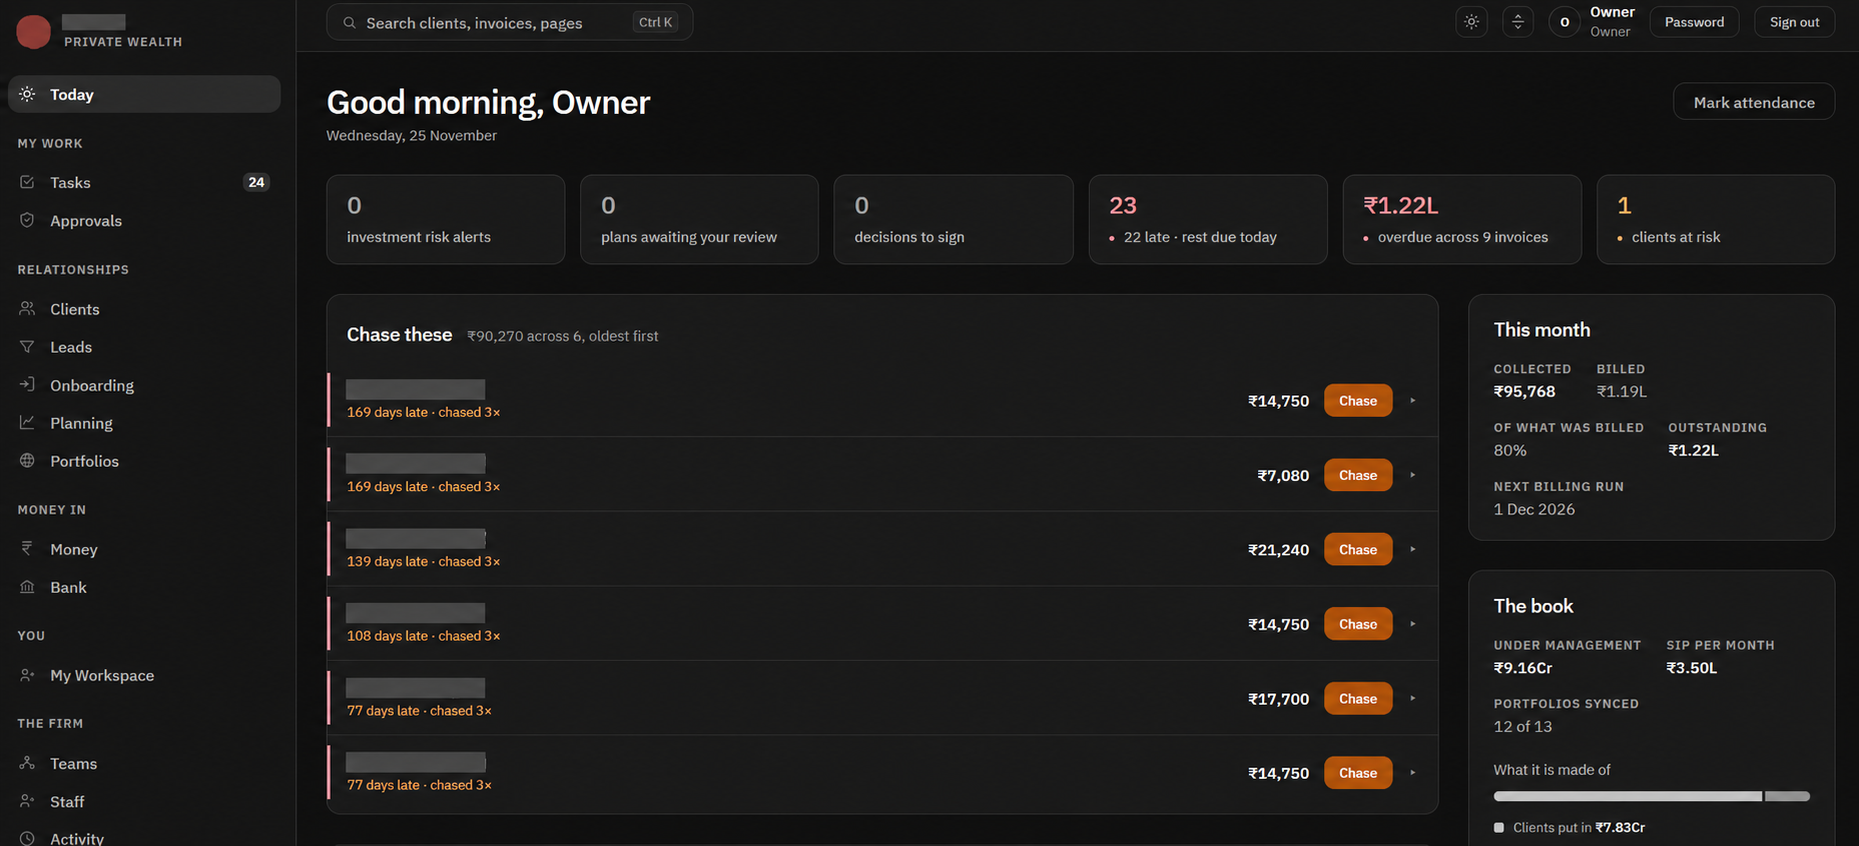 PRIVATE WEALTH
Today
MY WORK
Tasks 24
Approvals
RELATIONSHIPS
Clients
Leads
Onboarding
Planning
Portfolios
MONEY IN
₹ Money
Bank
YOU
My Workspace
THE FIRM
Teams
Staff
Activity
Search clients, invoices, pages Ctrl K
O
Owner
Owner
Password
Sign out
Good morning, Owner
Wednesday, 25 November
Mark attendance
0
investment risk alerts
0
plans awaiting your review
0
decisions to sign
23
• 22 late · rest due today
₹1.22L
• overdue across 9 invoices
1
• clients at risk
Chase these ₹90,270 across 6, oldest first
169 days late · chased 3×
₹14,750 Chase
169 days late · chased 3×
₹7,080 Chase
139 days late · chased 3×
₹21,240 Chase
108 days late · chased 3×
₹14,750 Chase
77 days late · chased 3×
₹17,700 Chase
77 days late · chased 3×
₹14,750 Chase
This month
COLLECTED BILLED
₹95,768 ₹1.19L
OF WHAT WAS BILLED OUTSTANDING
80% ₹1.22L
NEXT BILLING RUN
1 Dec 2026
The book
UNDER MANAGEMENT SIP PER MONTH
₹9.16Cr ₹3.50L
PORTFOLIOS SYNCED
12 of 13
What it is made of
Clients put in ₹7.83Cr